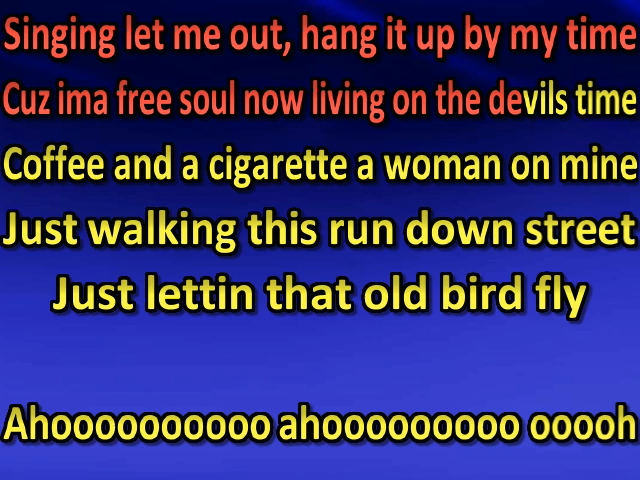 Singing let me out, hang it up by my time
Cuz ima free soul now living on the devils time
Coffee and a cigarette a woman on mine
Just walking this run down street
Just lettin that old bird fly
Ahoooooooooo ahooooooooo ooooh